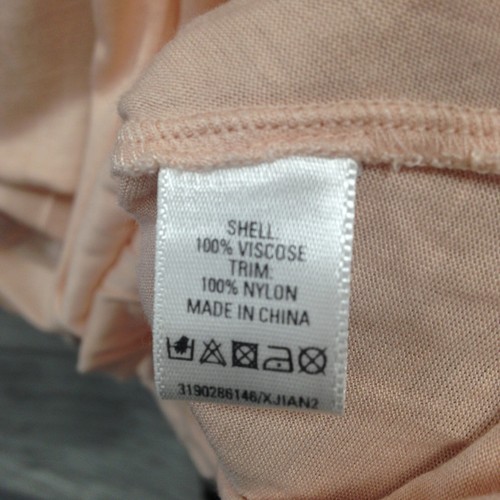 SHELL:
100% VISCOSE
TRIM:
100% NYLON
MADE IN CHINA
3190286146/XJIAN2